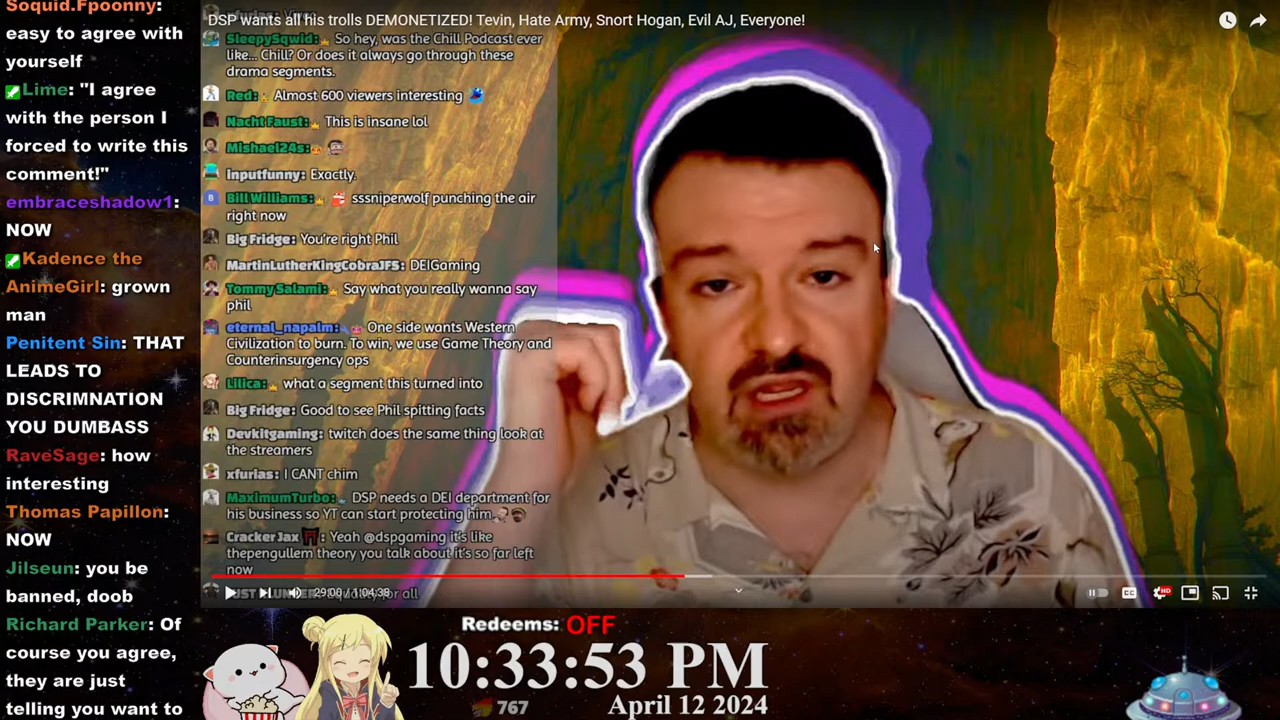 Soquid.Fpoonny:
easy to agree with
yourself
Lime: "I agree
with the person I
forced to write this
comment!"
embraceshadow1:
NOW
Kadence the
AnimeGirl: grown
man
Penitent Sin: THAT
LEADS TO
DISCRIMNATION
YOU DUMBASS
RaveSage: how
interesting
Thomas Papillon:
NOW
Jilseun: you be
banned, doob
Richard Parker: Of
course you agree,
they are just
telling you want to
DSP wants all his trolls DEMONETIZED! Tevin, Hate Army, Snort Hogan, Evil AJ, Everyone!
SleepySqwid: So hey, was the Chill Podcast ever
like... Chill? Or does it always go through these
drama segments.
Red: Almost 600 viewers interesting
Nacht Faust: This is insane lol
Mishael24s:
inputfunny: Exactly.
B Bill Williams: sssniperwolf punching the air
right now
Big Fridge: You're right Phil
MartinLutherKingCobraJFS: DEIGaming
Tommy Salami: Say what you really wanna say
phil
eternal_napalm: One side wants Western
Civilization to burn. To win, we use Game Theory and
Counterinsurgency ops
Lilica: what a segment this turned into
Big Fridge: Good to see Phil spitting facts
Devkitgaming: twitch does the same thing look at
the streamers
xfurias: I CANT chim
MaximumTurbo: DSP needs a DEI department for
his business so YT can start protecting him.
CrackerJax: Yeah @dspgaming it's like
thepengullem theory you talk about it's so far left
now
29:00 / 1:04:38
for all
CC
HD
Redeems: OFF
10:33:53 PM
767
April 12 2024